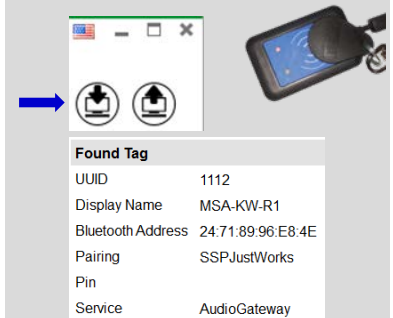 Found Tag
UUID 1112
Display Name MSA-KW-R1
Bluetooth Address 24:71:89:96:E8:4E
Pairing SSPJustWorks
Pin
Service AudioGateway